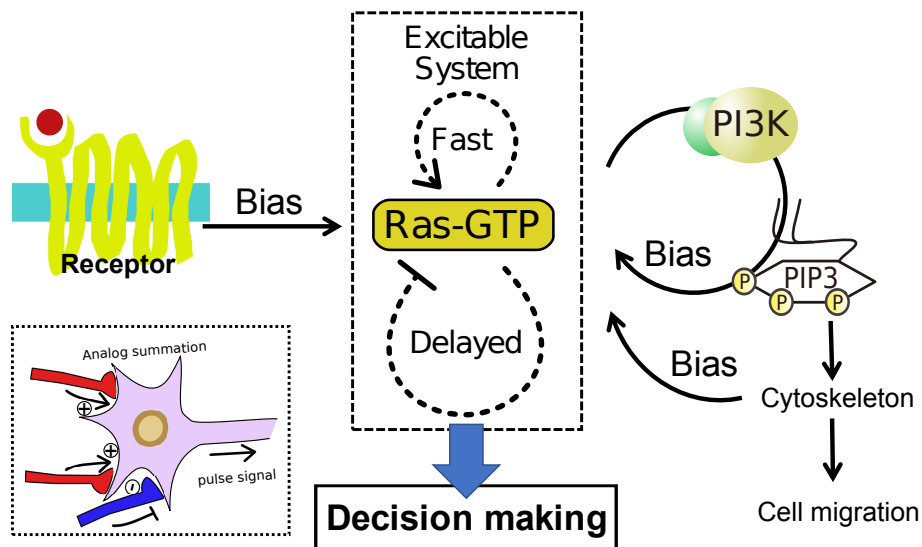 Excitable
System
Fast
Ras-GTP
Delayed
Bias
Receptor
PI3K
Bias
PIP3
P
P
P
Bias
Cytoskeleton
Cell migration
Decision making
Analog summation
+
+
-
pulse signal